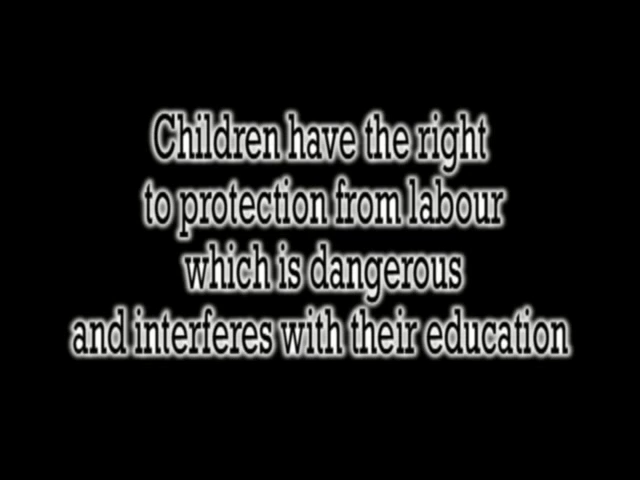 Children have the right
to protection from labour
which is dangerous
and interferes with their education